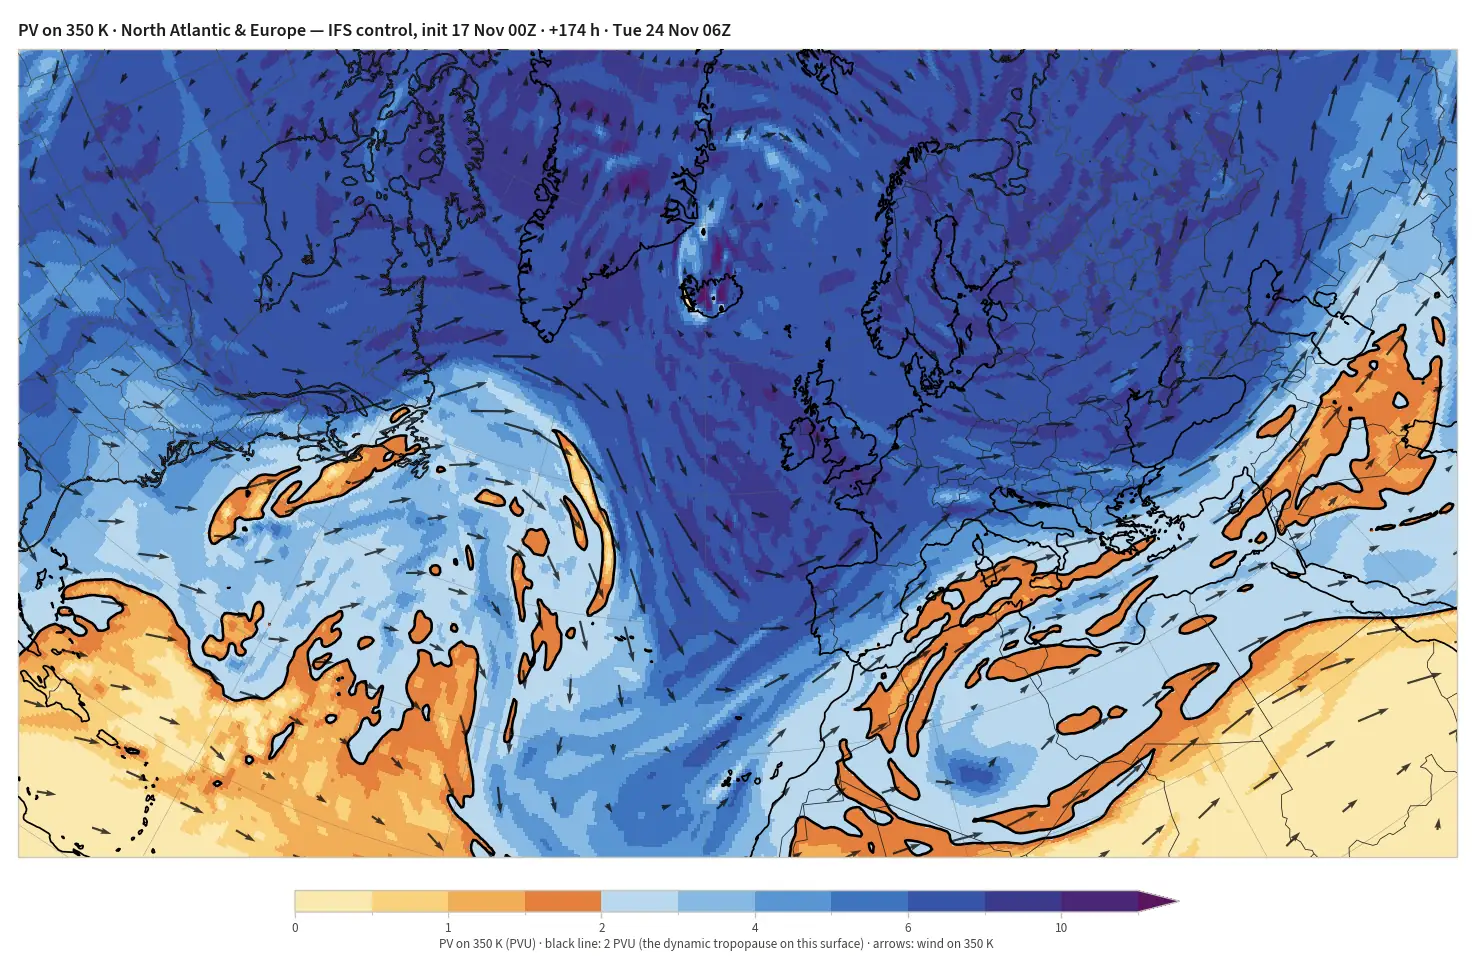 PV on 350 K · North Atlantic & Europe — IFS control, init 17 Nov 00Z · +174 h · Tue 24 Nov 06Z
0 1 2 4 6 10
PV on 350 K (PVU) · black line: 2 PVU (the dynamic tropopause on this surface) · arrows: wind on 350 K